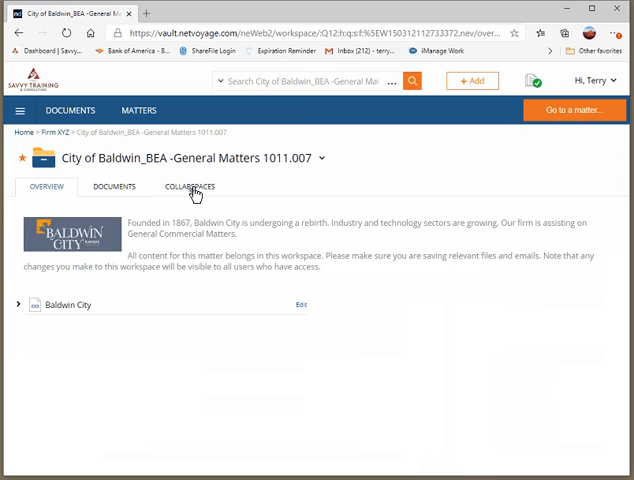 City of Baldwin_BEA -General Ma
https://vault.netvoyage.com/neWeb2/workspace/:Q12:h:q:s:f:%5EW150312112733372.nev/over...
Dashboard | Savvy... Bank of America - B... ShareFile Login Expiration Reminder Inbox (212) - terry... iManage Work Other favorites
SAVVY TRAINING
& CONSULTING
Search City of Baldwin_BEA -General Mat ... + Add Hi, Terry
DOCUMENTS MATTERS Go to a matter...
Home > Firm XYZ > City of Baldwin_BEA -General Matters 1011.007
City of Baldwin_BEA -General Matters 1011.007
OVERVIEW DOCUMENTS COLLABSPACES
BALDWIN
CITY KANSAS
Founded in 1867, Baldwin City is undergoing a rebirth. Industry and technology sectors are growing. Our firm is assisting on
General Commercial Matters.
All content for this matter belongs in this workspace. Please make sure you are saving relevant files and emails. Note that any
changes you make to this workspace will be visible to all users who have access.
Baldwin City Edit